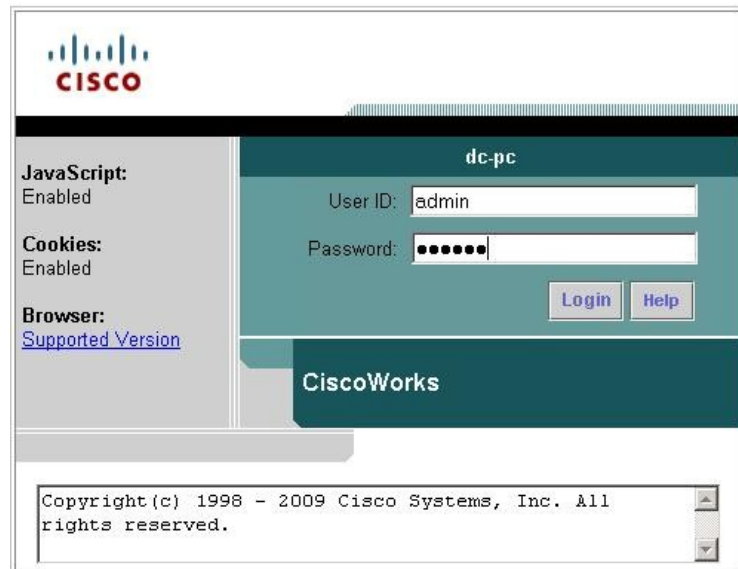 CISCO
JavaScript:
Enabled
Cookies:
Enabled
Browser:
Supported Version
dc-pc
User ID: admin
Password: ●●●●●●
Login Help
CiscoWorks
Copyright(c) 1998 - 2009 Cisco Systems, Inc. All
rights reserved.